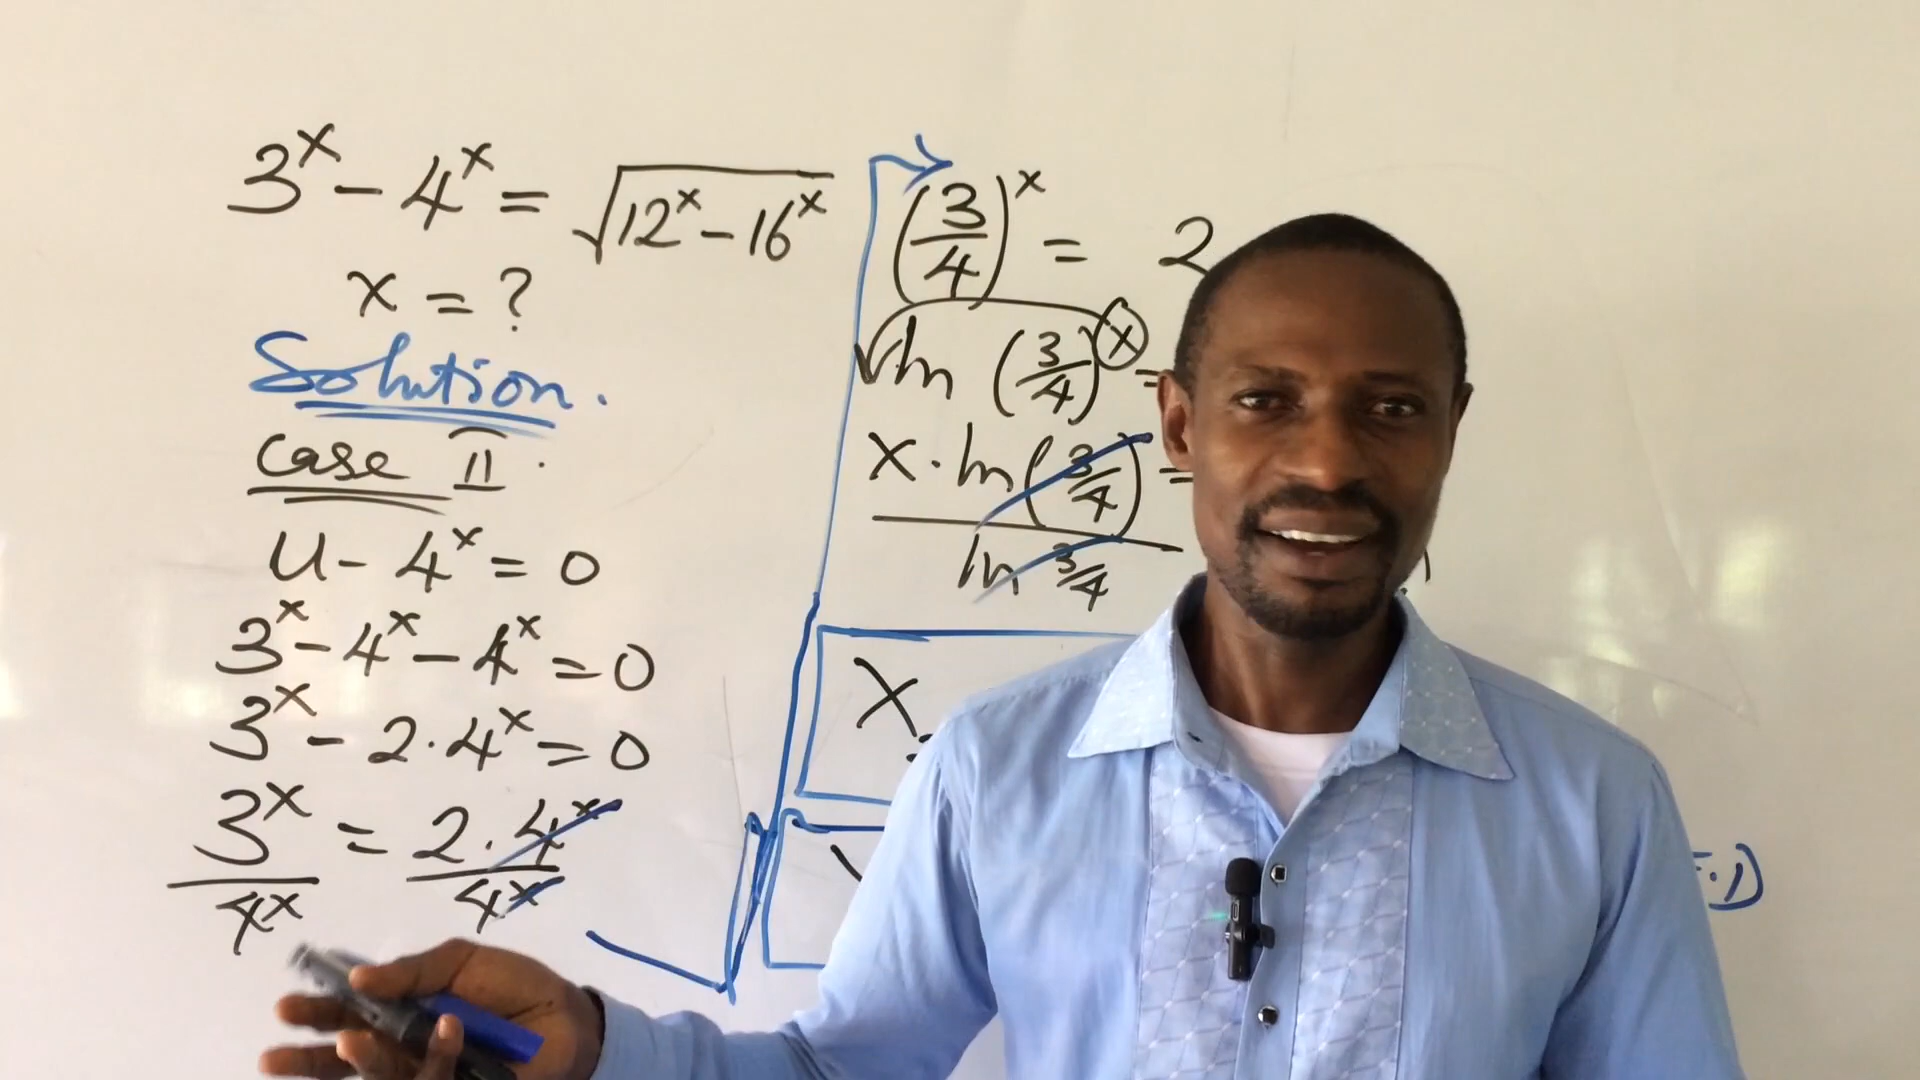 3^x - 4^x = √(12^x - 16^x)
x = ?
Solution.
Case II.
u - 4^x = 0
3^x - 4^x - 4^x = 0
3^x - 2·4^x = 0
3^x/4^x = 2·4^x/4^x
(3/4)^x = 2
ln (3/4)^x =
x·ln(3/4) =
ln 3/4
x